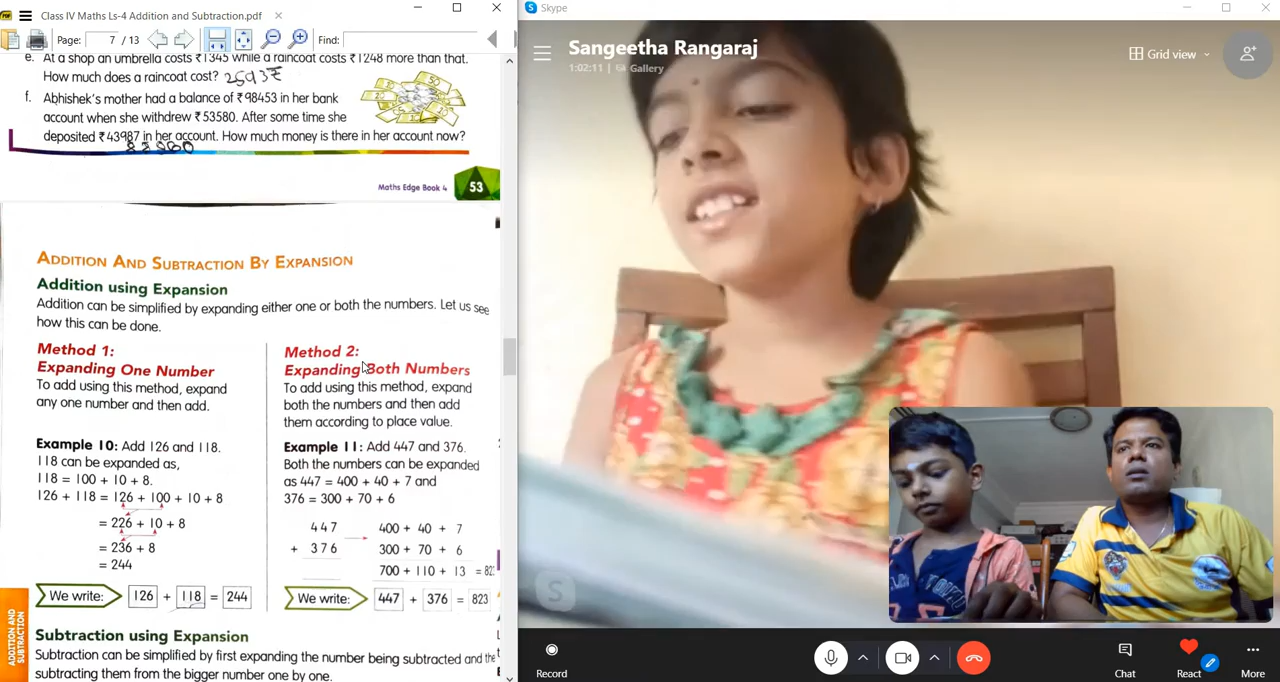 Class IV Maths Ls-4 Addition and Subtraction.pdf
Page: 7 / 13
Find:
e. At a shop an umbrella costs ₹1345 while a raincoat costs ₹1248 more than that.
How much does a raincoat cost?
f. Abhishek's mother had a balance of ₹98453 in her bank
account when she withdrew ₹53580. After some time she
deposited ₹43987 in her account. How much money is there in her account now?
Maths Edge Book 4 53
ADDITION AND SUBTRACTION BY EXPANSION
Addition using Expansion
Addition can be simplified by expanding either one or both the numbers. Let us see
how this can be done.
Method 1:
Expanding One Number
To add using this method, expand
any one number and then add.
Example 10: Add 126 and 118.
118 can be expanded as,
118 = 100 + 10 + 8.
126 + 118 = 126 + 100 + 10 + 8
= 226 + 10 + 8
= 236 + 8
= 244
We write: 126 + 118 = 244
Method 2:
Expanding Both Numbers
To add using this method, expand
both the numbers and then add
them according to place value.
Example 11: Add 447 and 376.
Both the numbers can be expanded
as 447 = 400 + 40 + 7 and
376 = 300 + 70 + 6
447 400 + 40 + 7
+ 376 300 + 70 + 6
700 + 110 + 13 = 823
We write: 447 + 376 = 823
Subtraction using Expansion
Subtraction can be simplified by first expanding the number being subtracted and the
subtracting them from the bigger number one by one.
ADDITION AND
SUBTRACTION
Skype
Sangeetha Rangaraj
1:02:11 | Gallery
Grid view
Record
Chat
React
More